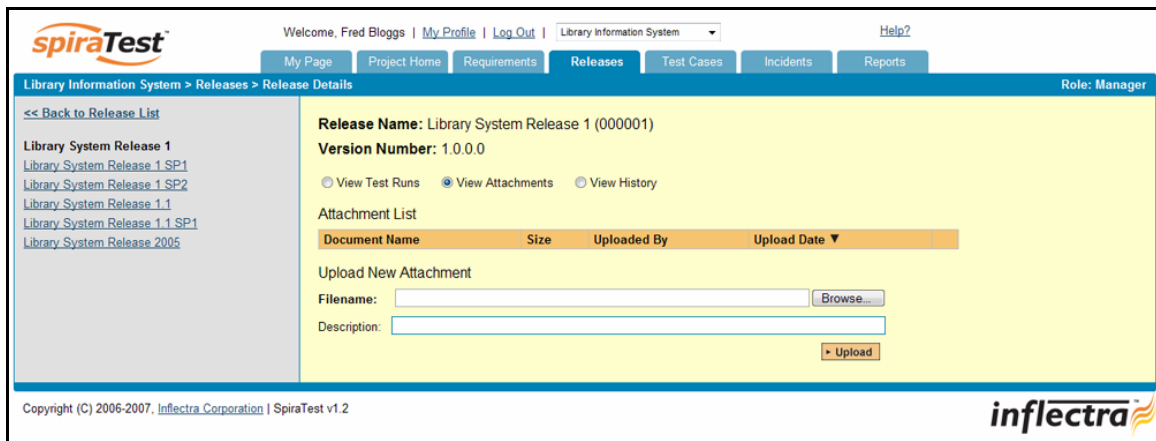 spiraTest™
Welcome, Fred Bloggs | My Profile | Log Out | Library Information System Help?
My Page Project Home Requirements Releases Test Cases Incidents Reports
Library Information System > Releases > Release Details Role: Manager
<< Back to Release List
Library System Release 1
Library System Release 1 SP1
Library System Release 1 SP2
Library System Release 1.1
Library System Release 1.1 SP1
Library System Release 2005
Release Name: Library System Release 1 (000001)
Version Number: 1.0.0.0
View Test Runs View Attachments View History
Attachment List
Document Name Size Uploaded By Upload Date ▼
Upload New Attachment
Filename: Browse...
Description:
▸ Upload
Copyright (C) 2006-2007, Inflectra Corporation | SpiraTest v1.2
inflectra™